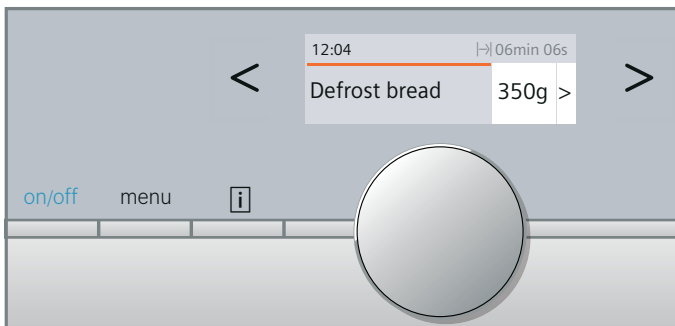 12:04 |→| 06min 06s
< Defrost bread 350g > >
on/off menu i